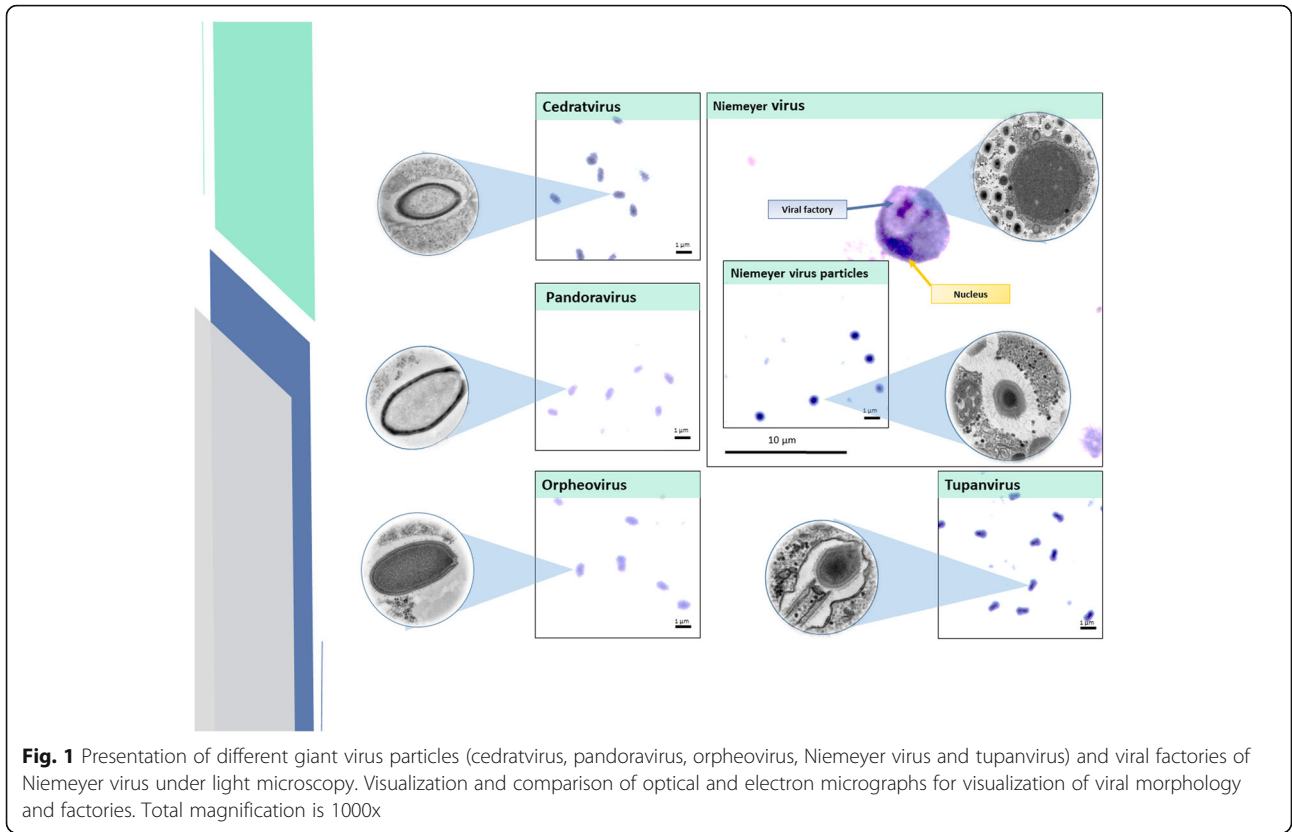 Cedratvirus
1 µm
Niemeyer virus
Viral factory
Nucleus
Niemeyer virus particles
1 µm
10 µm
Pandoravirus
1 µm
Orpheovirus
1 µm
Tupanvirus
1 µm
Fig. 1 Presentation of different giant virus particles (cedratvirus, pandoravirus, orpheovirus, Niemeyer virus and tupanvirus) and viral factories of
Niemeyer virus under light microscopy. Visualization and comparison of optical and electron micrographs for visualization of viral morphology
and factories. Total magnification is 1000x